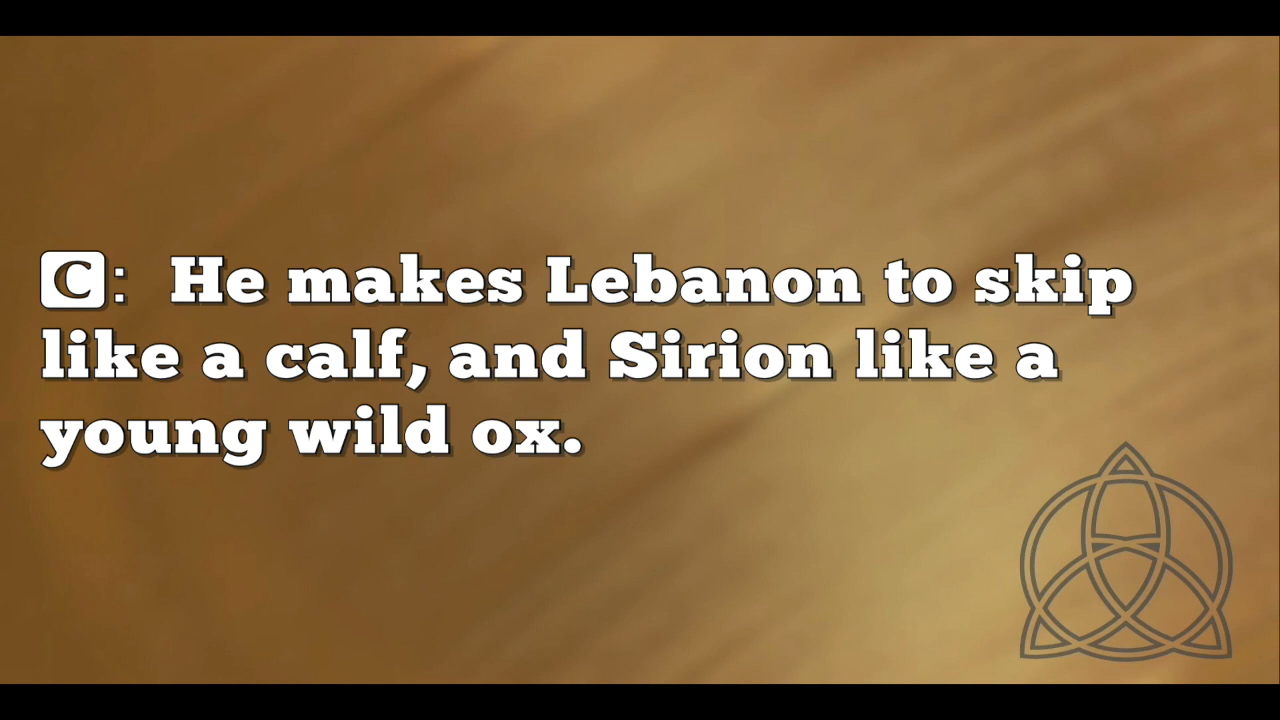 C: He makes Lebanon to skip
like a calf, and Sirion like a
young wild ox.